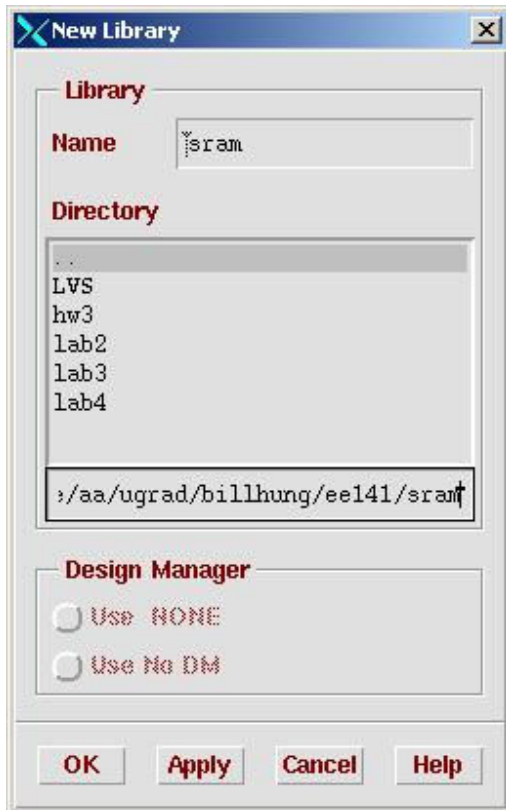 New Library
Library
Name sram
Directory
..
LVS
hw3
lab2
lab3
lab4
/aa/ugrad/billhung/ee141/sram
Design Manager
Use NONE
Use No DM
OK Apply Cancel Help